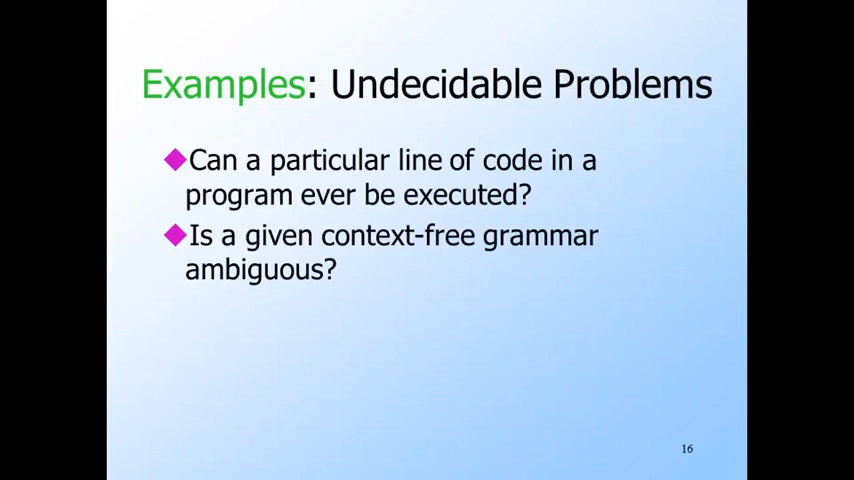 Examples: Undecidable Problems
Can a particular line of code in a
program ever be executed?
Is a given context-free grammar
ambiguous?
16